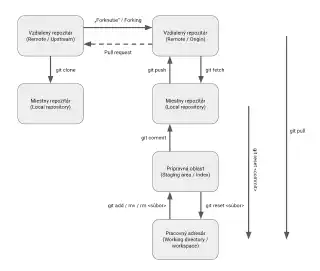 „Forknutie" / Forking
Vzdialený repozitár
(Remote / Upstream)
Vzdialený repozitár
(Remote / Origin)
Pull request
git clone
git push
git fetch
Miestny repozitár
(Local repository)
Miestny repozitár
(Local repository)
git pull
git commit
git reset <commit>
Prípravná oblasť
(Staging area / Index)
git add / mv / rm <súbor>
git reset <súbor>
Pracovný adresár
(Working directory /
workspace)